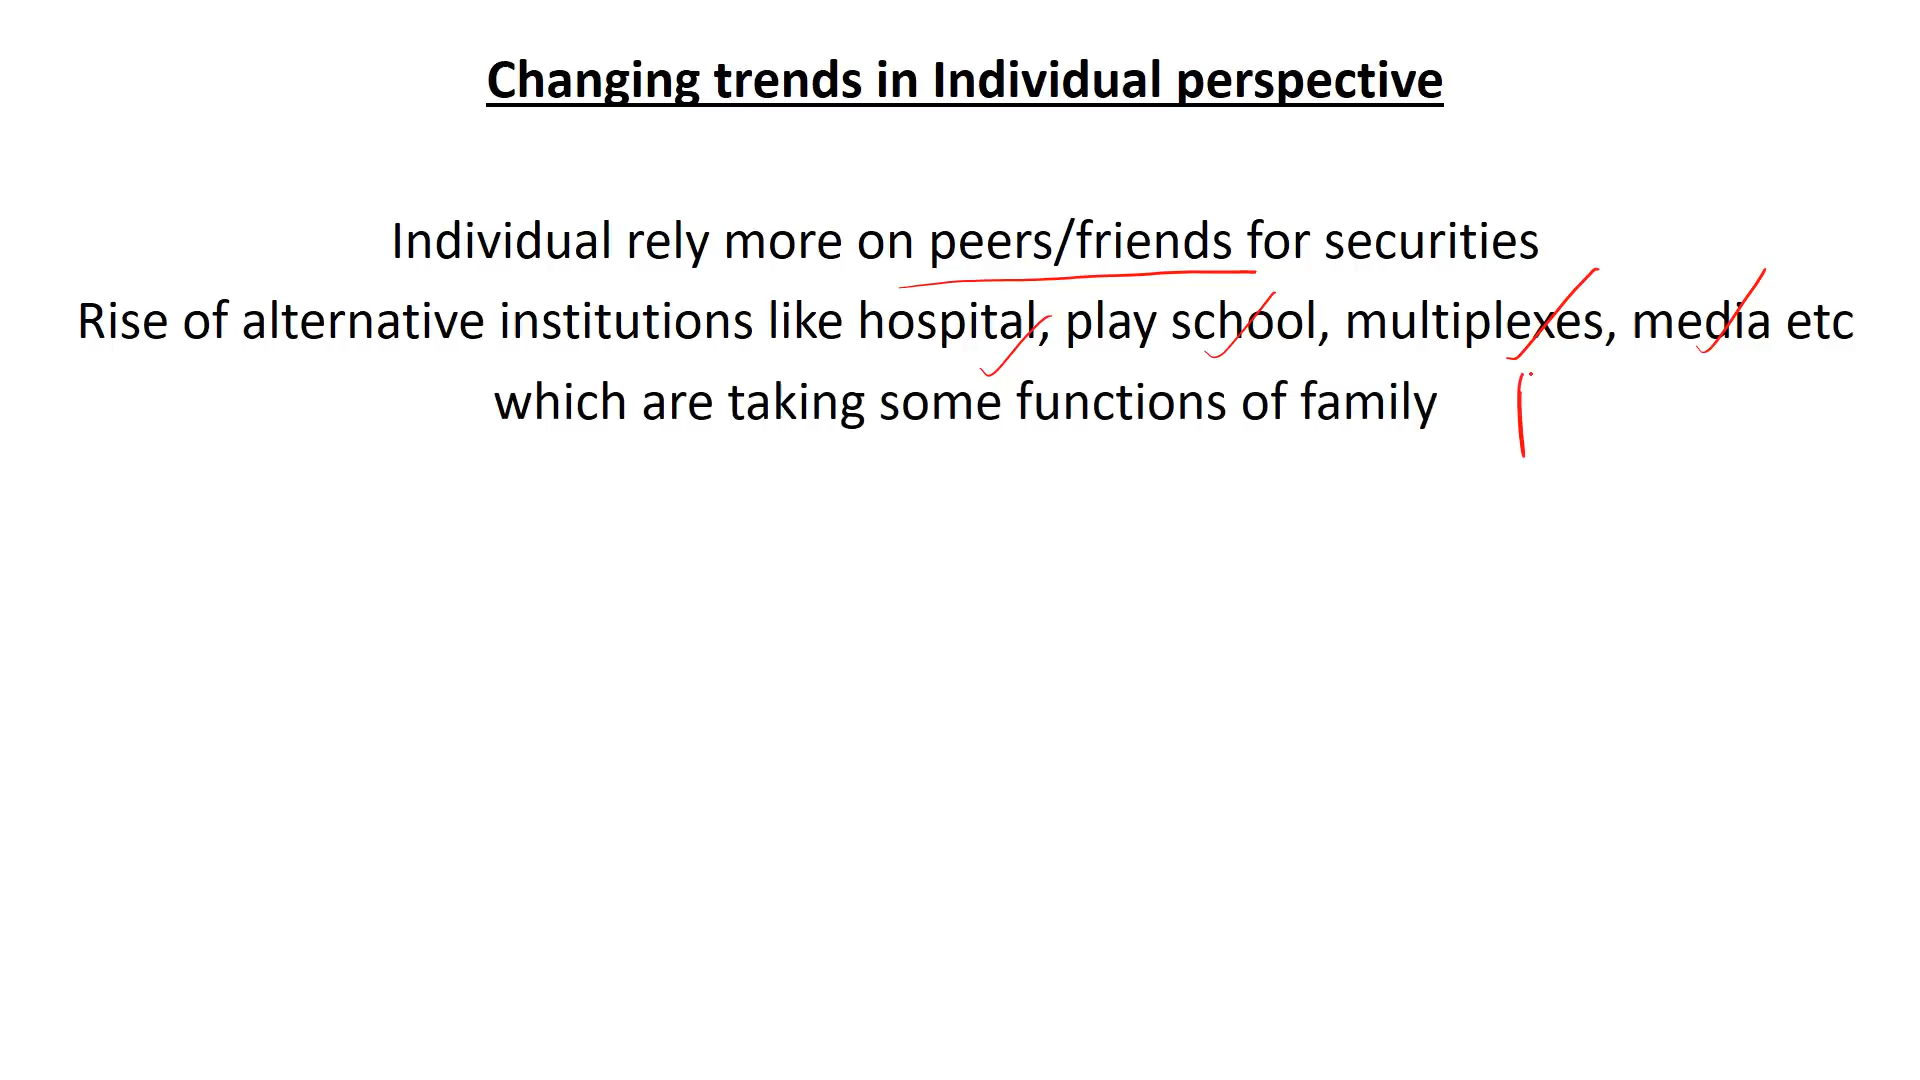 Changing trends in Individual perspective
Individual rely more on peers/friends for securities
Rise of alternative institutions like hospital, play school, multiplexes, media etc
which are taking some functions of family